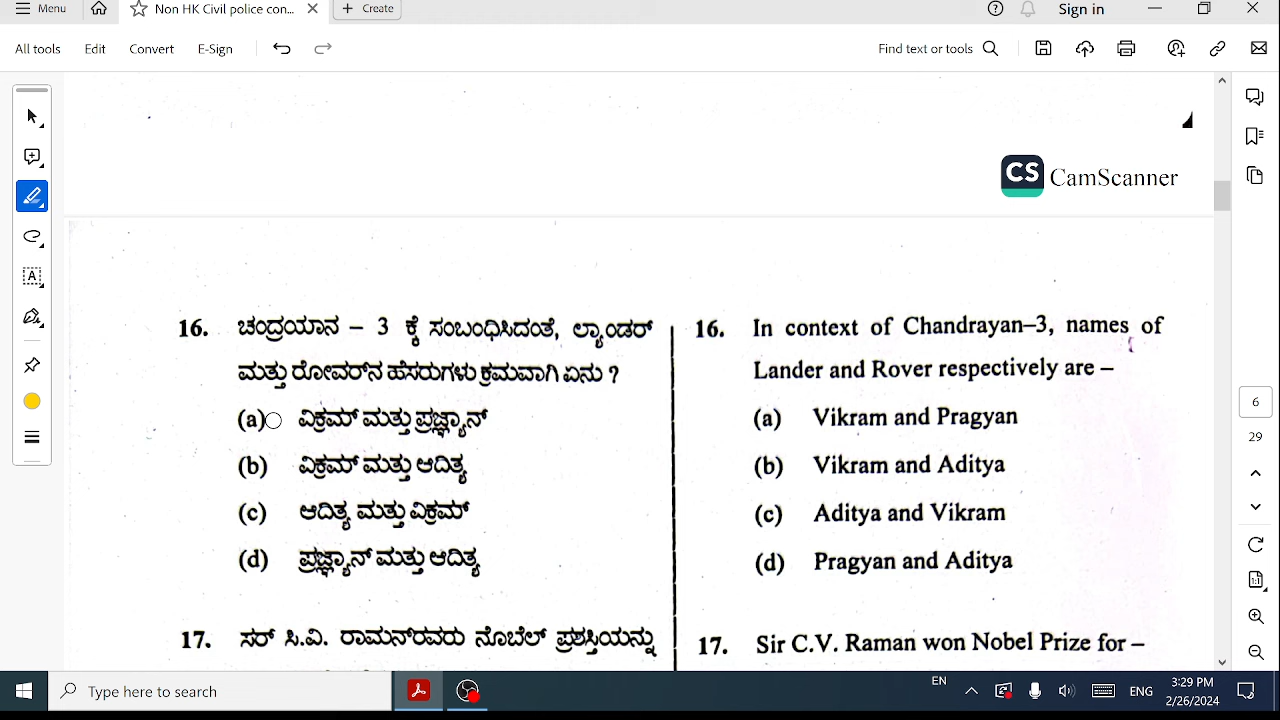 Menu
Non HK Civil police con...
Create
Sign in
All tools
Edit
Convert
E-Sign
Find text or tools
CS CamScanner
16. ಚಂದ್ರಯಾನ – 3 ಕ್ಕೆ ಸಂಬಂಧಿಸಿದಂತೆ, ಲ್ಯಾಂಡರ್
ಮತ್ತು ರೋವರ್‌ನ ಹೆಸರುಗಳು ಕ್ರಮವಾಗಿ ಏನು ?
(a) ವಿಕ್ರಮ್ ಮತ್ತು ಪ್ರಜ್ಞ್ಯಾನ್
(b) ವಿಕ್ರಮ್ ಮತ್ತು ಆದಿತ್ಯ
(c) ಆದಿತ್ಯ ಮತ್ತು ವಿಕ್ರಮ್
(d) ಪ್ರಜ್ಞ್ಯಾನ್ ಮತ್ತು ಆದಿತ್ಯ
17. ಸರ್ ಸಿ.ವಿ. ರಾಮನ್‌ರವರು ನೊಬೆಲ್ ಪ್ರಶಸ್ತಿಯನ್ನು
16. In context of Chandrayan–3, names of
Lander and Rover respectively are –
(a) Vikram and Pragyan
(b) Vikram and Aditya
(c) Aditya and Vikram
(d) Pragyan and Aditya
17. Sir C.V. Raman won Nobel Prize for –
6
29
1:1
Type here to search
EN
ENG
3:29 PM
2/26/2024